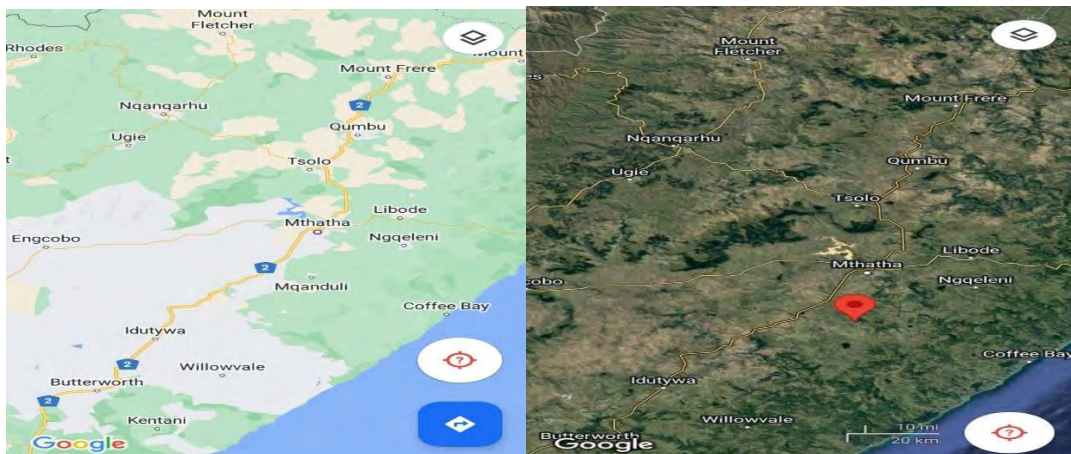 Mount
Fletcher
Rhodes
Mount
Mount Frere
2
Nqanqarhu
Qumbu
Ugie
Tsolo
Libode
Mthatha
Engcobo
Ngqeleni
2
Mqanduli
Coffee Bay
Idutywa
?
2
Willowvale
Butterworth
2
Kentani
Google
Mount
Fletcher
Mount Frere
Nqanqarhu
Qumbu
Ugie
Tsolo
Libode
Mthatha
cobo
Ngqeleni
Coffee Bay
Idutywa
Willowvale
10 mi
20 km
?
Butterworth
Google